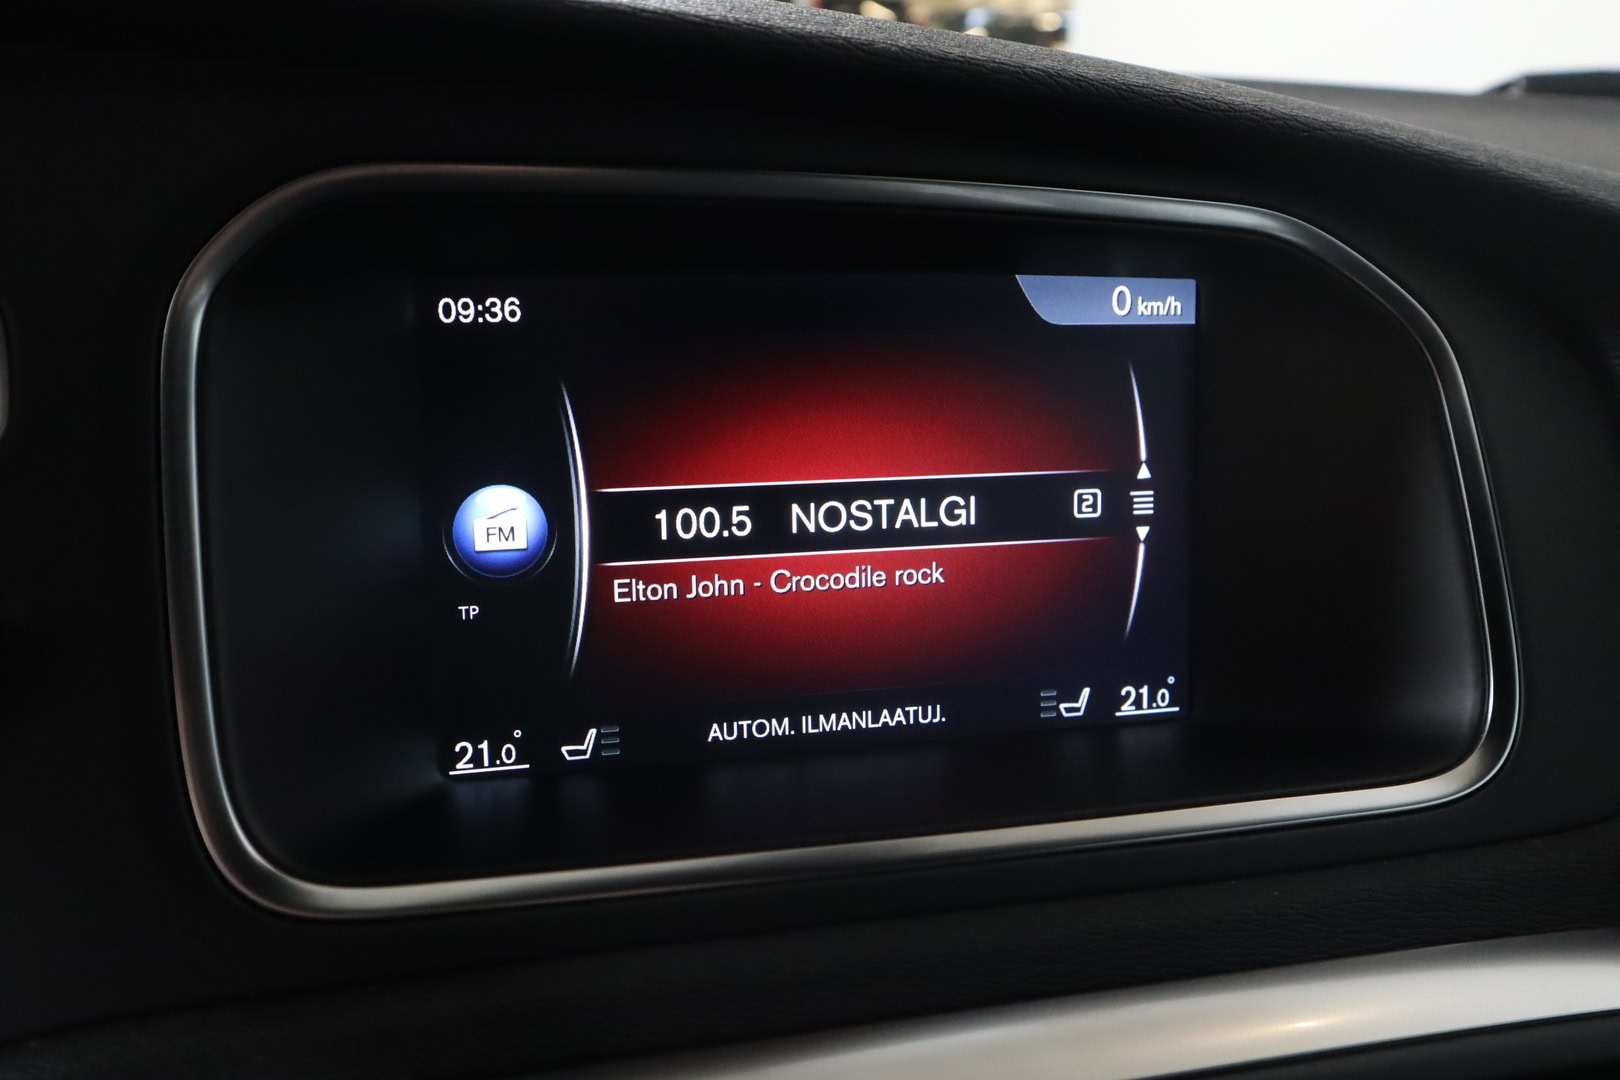 09:36
0 km/h
100.5 NOSTALGI 2
FM
Elton John - Crocodile rock
TP
AUTOM. ILMANLAATUJ.
21.0° 21.0°